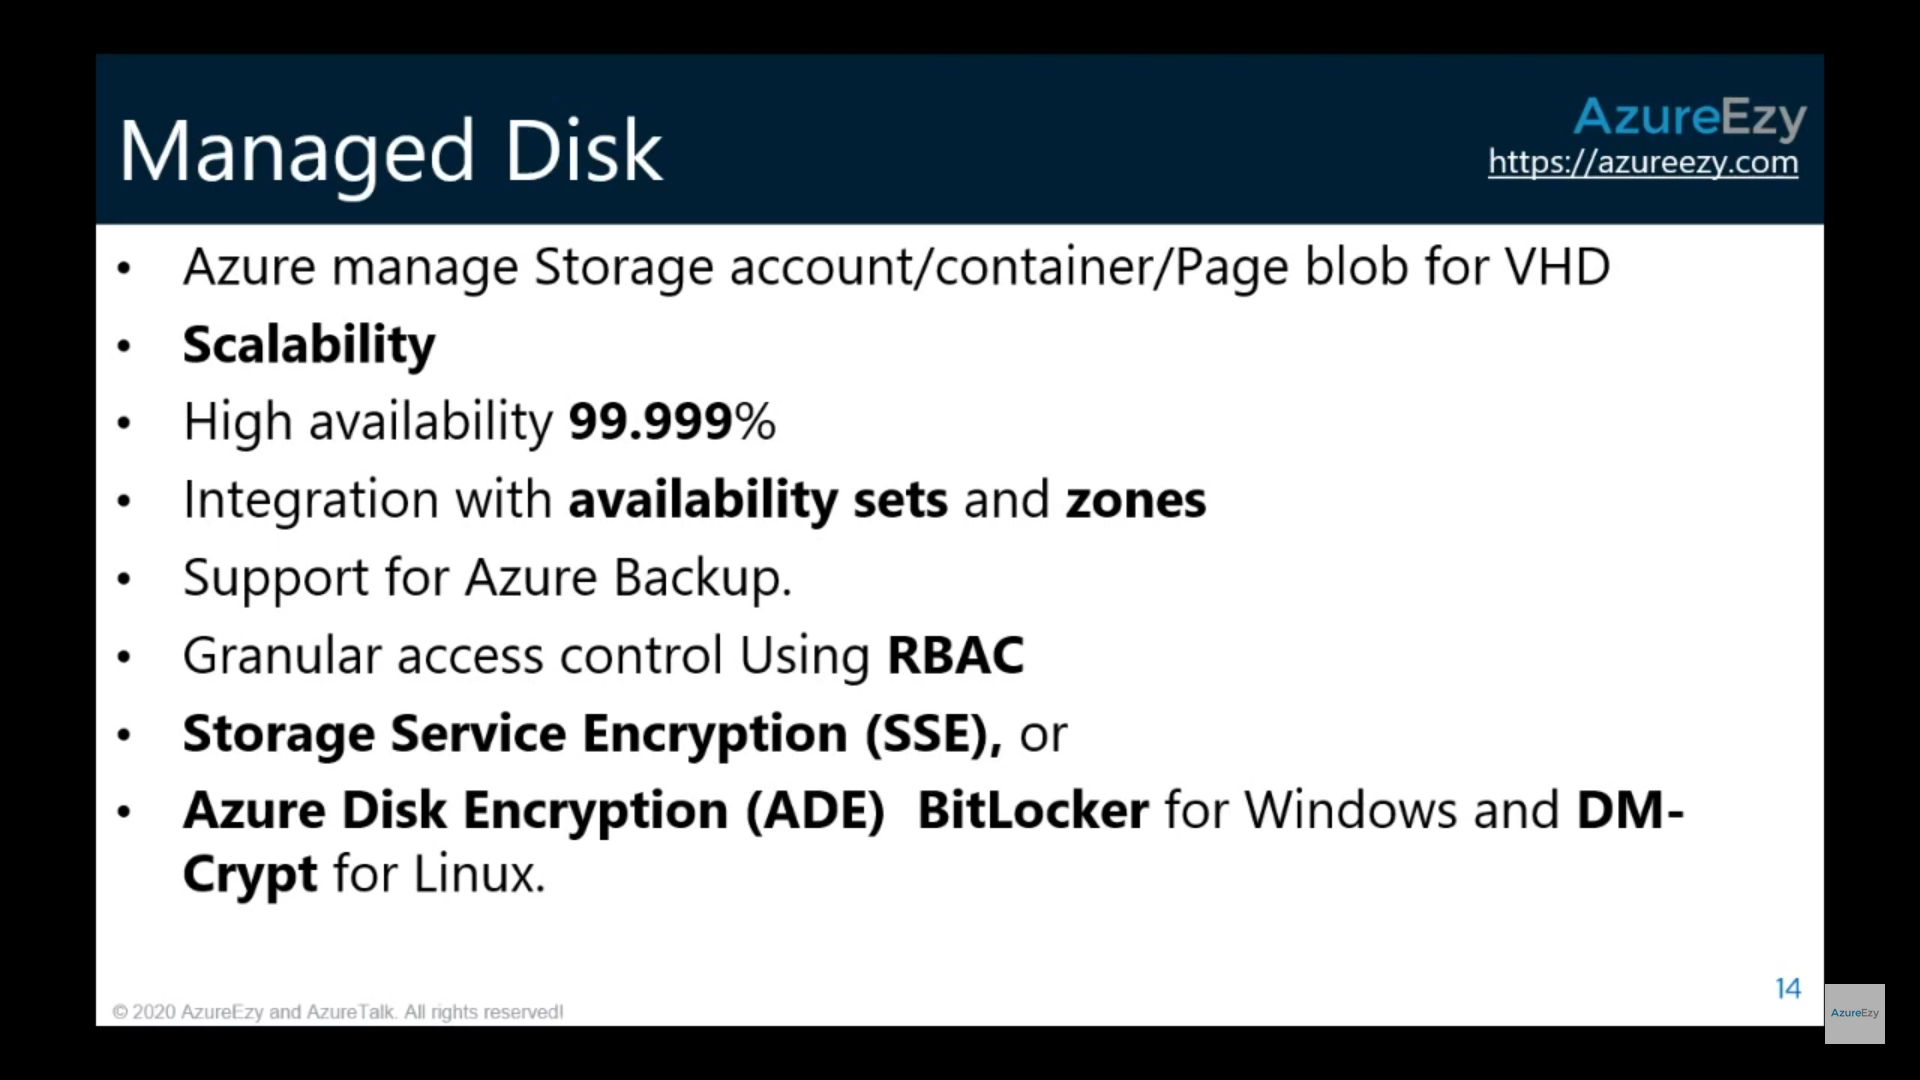 Managed Disk
AzureEzy
https://azureezy.com
• Azure manage Storage account/container/Page blob for VHD
• Scalability
• High availability 99.999%
• Integration with availability sets and zones
• Support for Azure Backup.
• Granular access control Using RBAC
• Storage Service Encryption (SSE), or
• Azure Disk Encryption (ADE)  BitLocker for Windows and DM-
Crypt for Linux.
14
© 2020 AzureEzy and AzureTalk. All rights reserved!
AzureEzy